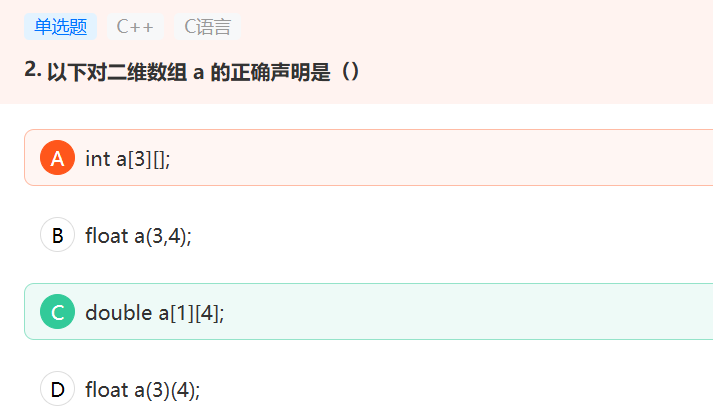 单选题 C++ C语言
2. 以下对二维数组 a 的正确声明是（）
A int a[3][];
B float a(3,4);
C double a[1][4];
D float a(3)(4);